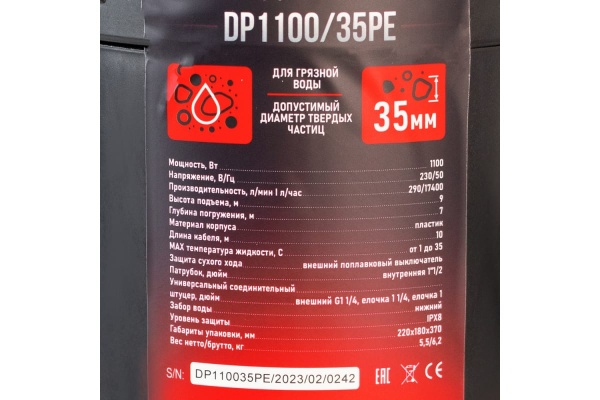 DP1100/35PE
ДЛЯ ГРЯЗНОЙ
ВОДЫ
ДОПУСТИМЫЙ
ДИАМЕТР ТВЕРДЫХ
ЧАСТИЦ
35ММ
Мощность, Вт 1100
Напряжение, В/Гц 230/50
Производительность, л/мин I л/час 290/17400
Высота подъема, м 9
Глубина погружения, м 7
Материал корпуса пластик
Длина кабеля, м 10
MAX температура жидкости, С от 1 до 35
Защита сухого хода внешний поплавковый выключатель
Патрубок, дюйм внутренняя 1"1/2
Универсальный соединительный
штуцер, дюйм внешний G1 1/4, елочка 1 1/4, елочка 1
Забор воды нижний
Уровень защиты IPX8
Габариты упаковки, мм 220х180х370
Вес нетто/брутто, кг 5,5/6,2
S/N: DP110035PE/2023/02/0242
EAC CE